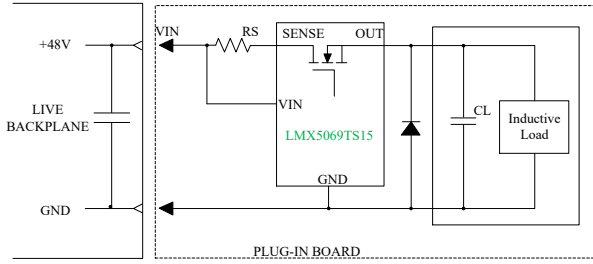 +48V
VIN
RS
SENSE
OUT
LIVE
BACKPLANE
VIN
LMX5069TS15
CL
Inductive
Load
GND
GND
PLUG-IN BOARD